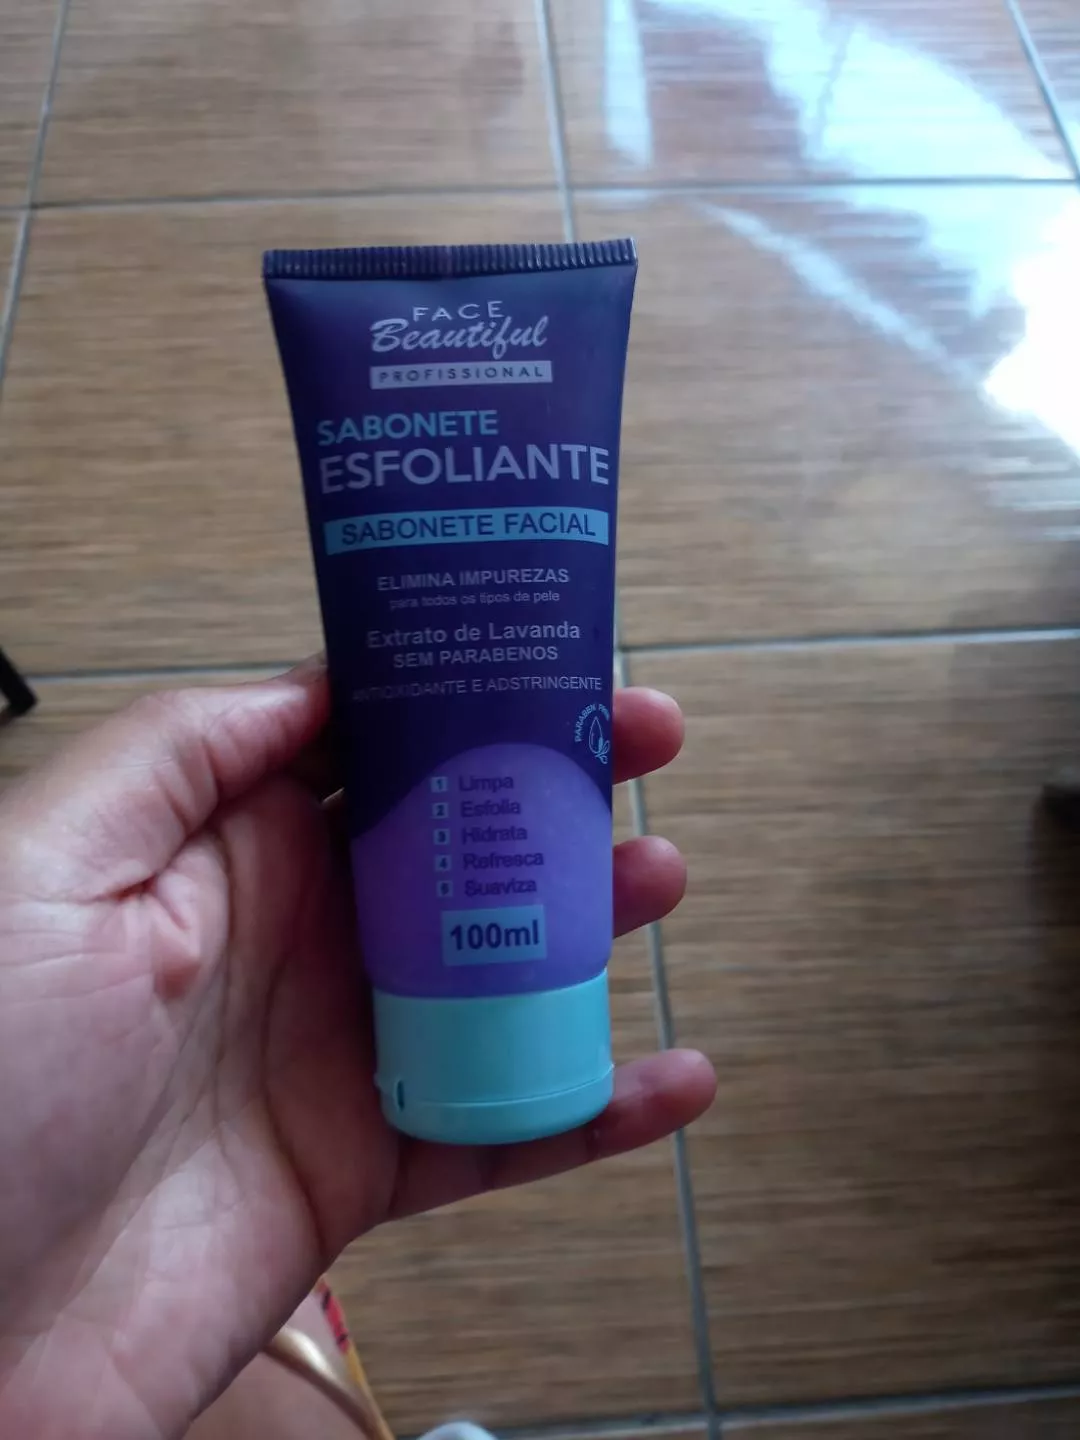 FACE
Beautiful
PROFISSIONAL
SABONETE
ESFOLIANTE
SABONETE FACIAL
ELIMINA IMPUREZAS
para todos os tipos de pele
Extrato de Lavanda
SEM PARABENOS
ANTIOXIDANTE E ADSTRINGENTE
PARABEN FREE
1 Limpa
2 Esfolia
3 Hidrata
4 Refresca
5 Suaviza
100ml